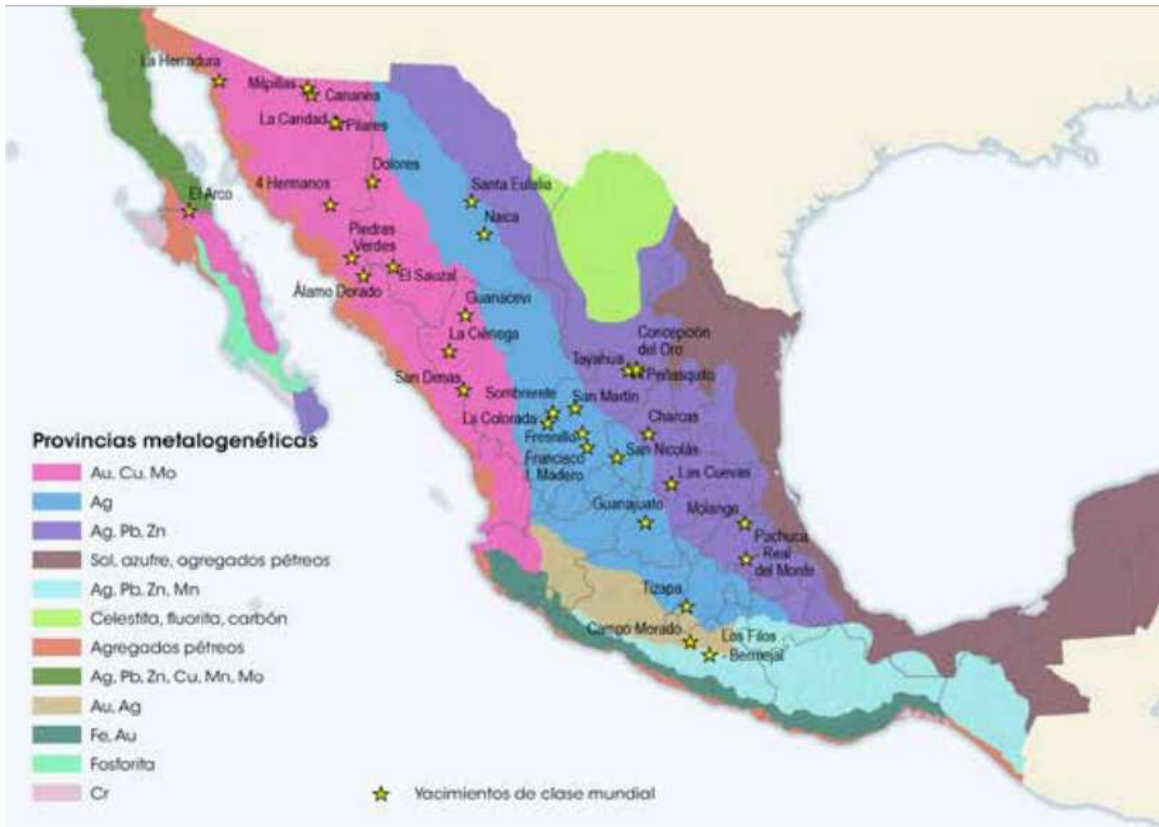 La Herradura
Milpillas
Cananea
La Caridad
Pilares
Dolores
4 Hermanos
Santa Eulalia
El Arco
Naica
Piedras
Verdes
El Sauzal
Álamo Dorado
Guanaceví
La Ciénega
Concepción
del Oro
Tayahua
Peñasquito
San Dimas
Sombrerete
San Martín
La Colorada
Charcas
Fresnillo
San Nicolás
Francisco
I. Madero
Las Cuevas
Guanajuato
Molango
Pachuca
- Real
del Monte
Tizapa
Campo Morado
Los Filos
- Bermejal
Provincias metalogenéticas
Au, Cu, Mo
Ag
Ag, Pb, Zn
Sal, azufre, agregados pétreos
Ag, Pb, Zn, Mn
Celestita, fluorita, carbón
Agregados pétreos
Ag, Pb, Zn, Cu, Mn, Mo
Au, Ag
Fe, Au
Fosforita
Cr
Yacimientos de clase mundial